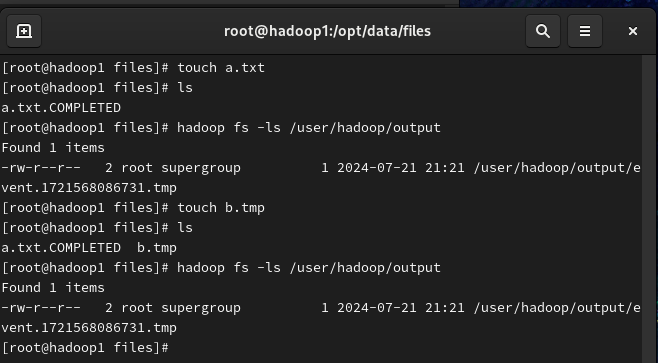 root@hadoop1:/opt/data/files
[root@hadoop1 files]# touch a.txt
[root@hadoop1 files]# ls
a.txt.COMPLETED
[root@hadoop1 files]# hadoop fs -ls /user/hadoop/output
Found 1 items
-rw-r--r--   2 root supergroup          1 2024-07-21 21:21 /user/hadoop/output/e
vent.1721568086731.tmp
[root@hadoop1 files]# touch b.tmp
[root@hadoop1 files]# ls
a.txt.COMPLETED  b.tmp
[root@hadoop1 files]# hadoop fs -ls /user/hadoop/output
Found 1 items
-rw-r--r--   2 root supergroup          1 2024-07-21 21:21 /user/hadoop/output/e
vent.1721568086731.tmp
[root@hadoop1 files]#